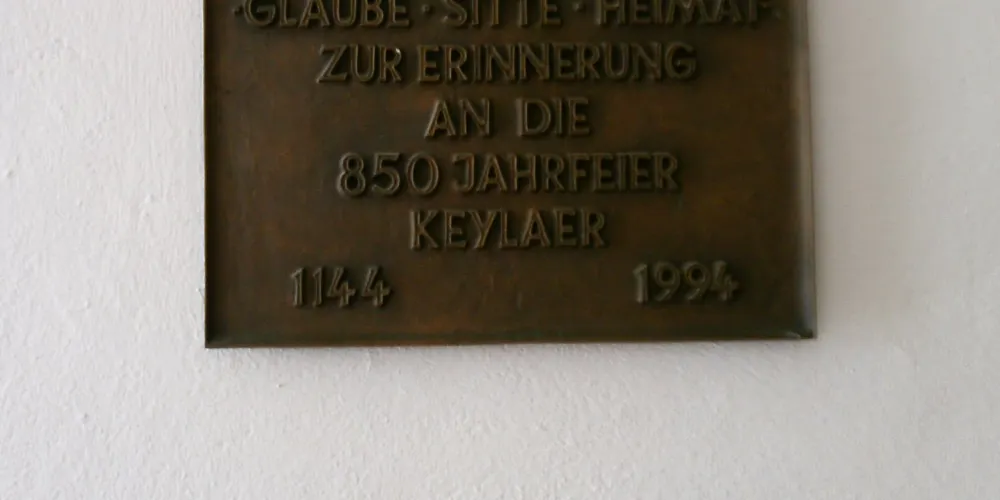 ·GLAUBE·SITTE·HEIMAT·
ZUR ERINNERUNG
AN DIE
850 JAHRFEIER
KEYLAER
1144 1994